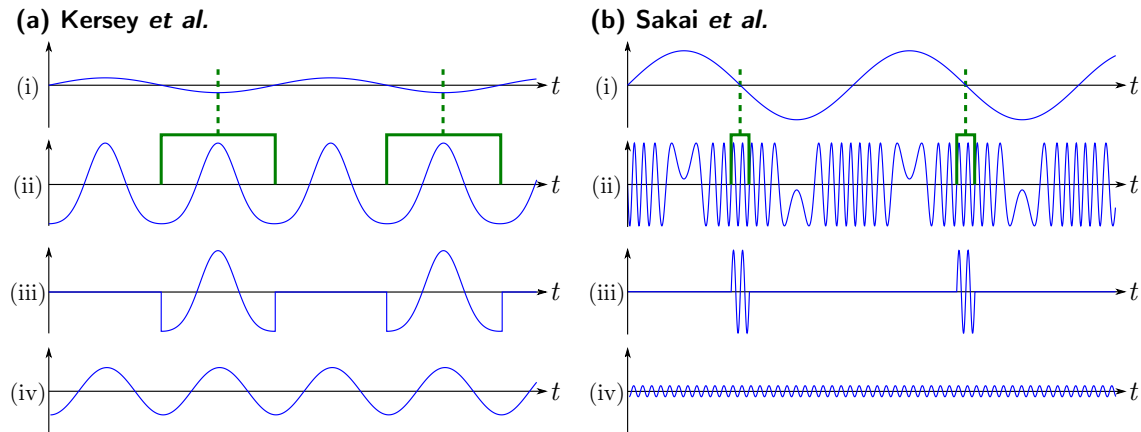 (a) Kersey et al.
(i) t
(ii) t
(iii) t
(iv) t
(b) Sakai et al.
(i) t
(ii) t
(iii) t
(iv) t